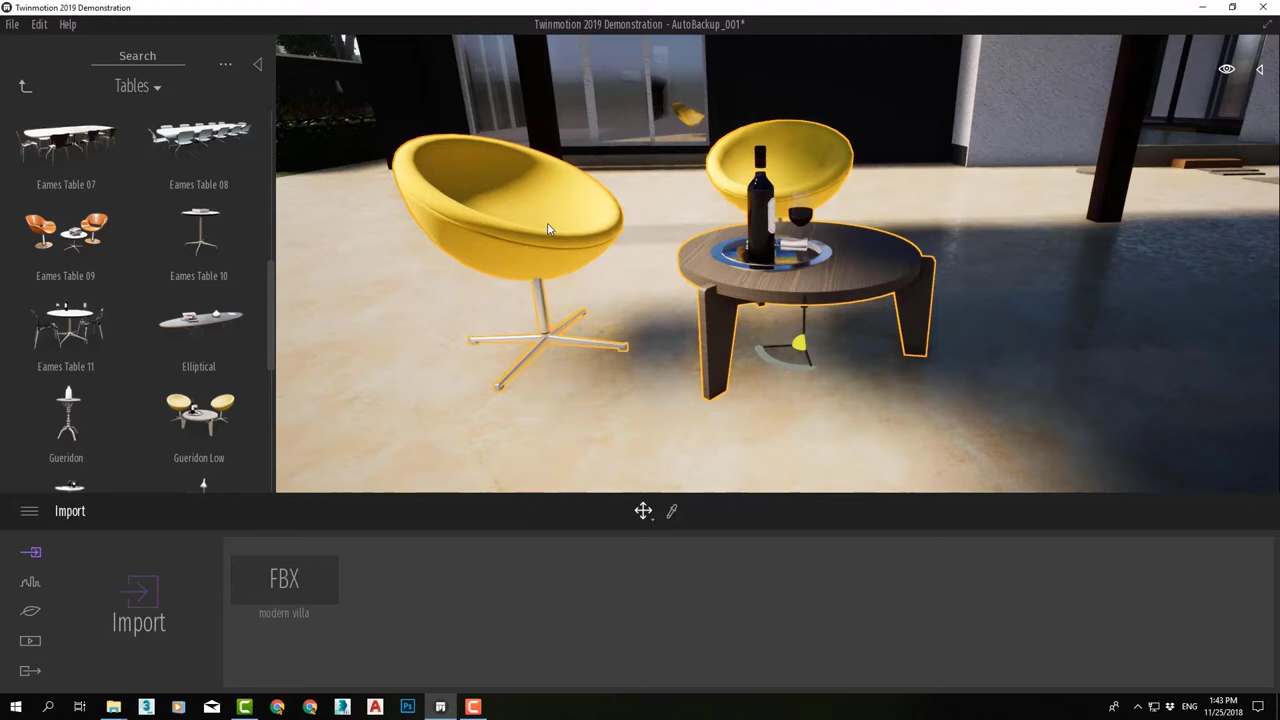 Twinmotion 2019 Demonstration
File Edit Help
Twinmotion 2019 Demonstration - AutoBackup_001*
Search
...
Tables
Eames Table 07
Eames Table 08
Eames Table 09
Eames Table 10
Eames Table 11
Elliptical
Gueridon
Gueridon Low
Import
Import
FBX
modern villa
ENG
1:43 PM
11/25/2018